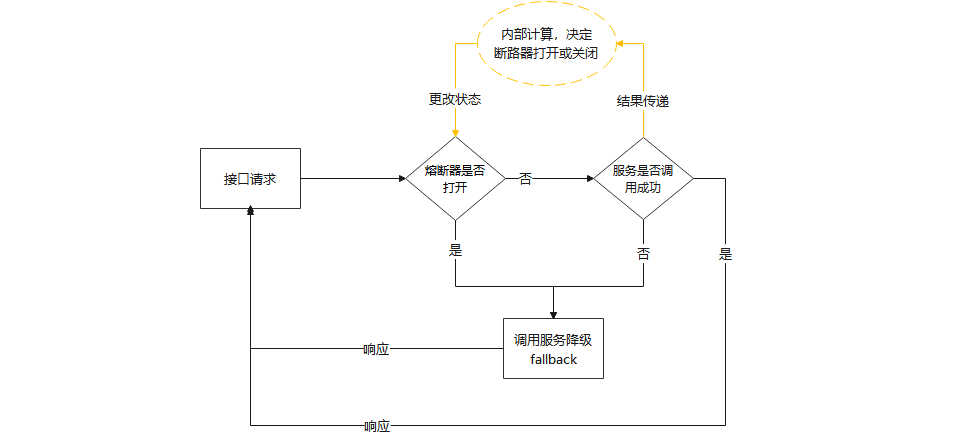 内部计算，决定
断路器打开或关闭
更改状态
结果传递
接口请求
熔断器是否
打开
否
服务是否调
用成功
是
否
是
调用服务降级
fallback
响应
响应